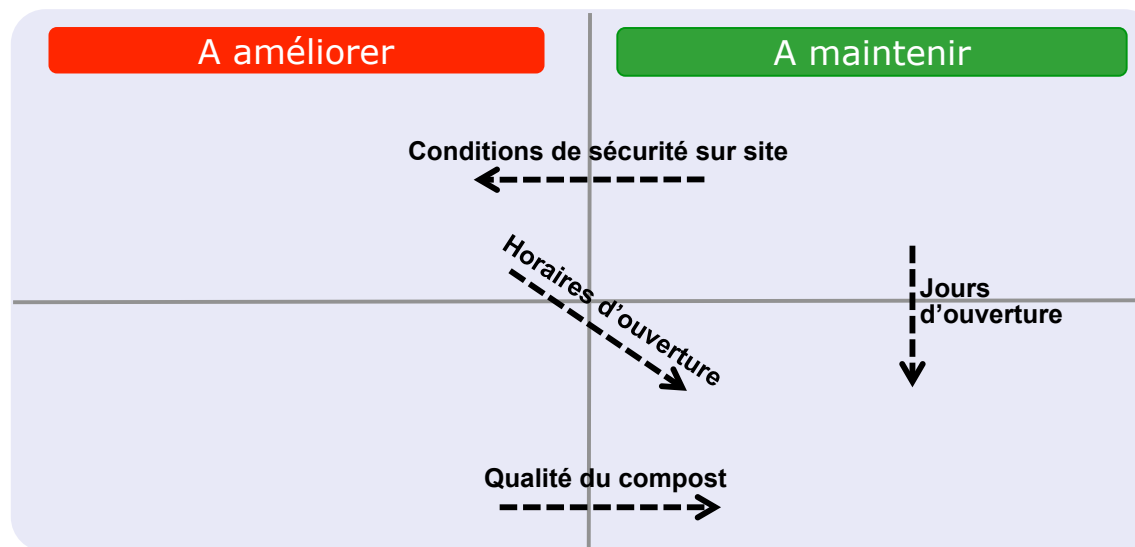 A améliorer
A maintenir
Conditions de sécurité sur site
Horaires d’ouverture
Jours
d’ouverture
Qualité du compost